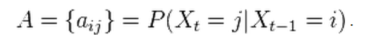 A = {a_{ij}} = P(X_t = j|X_{t−1} = i).